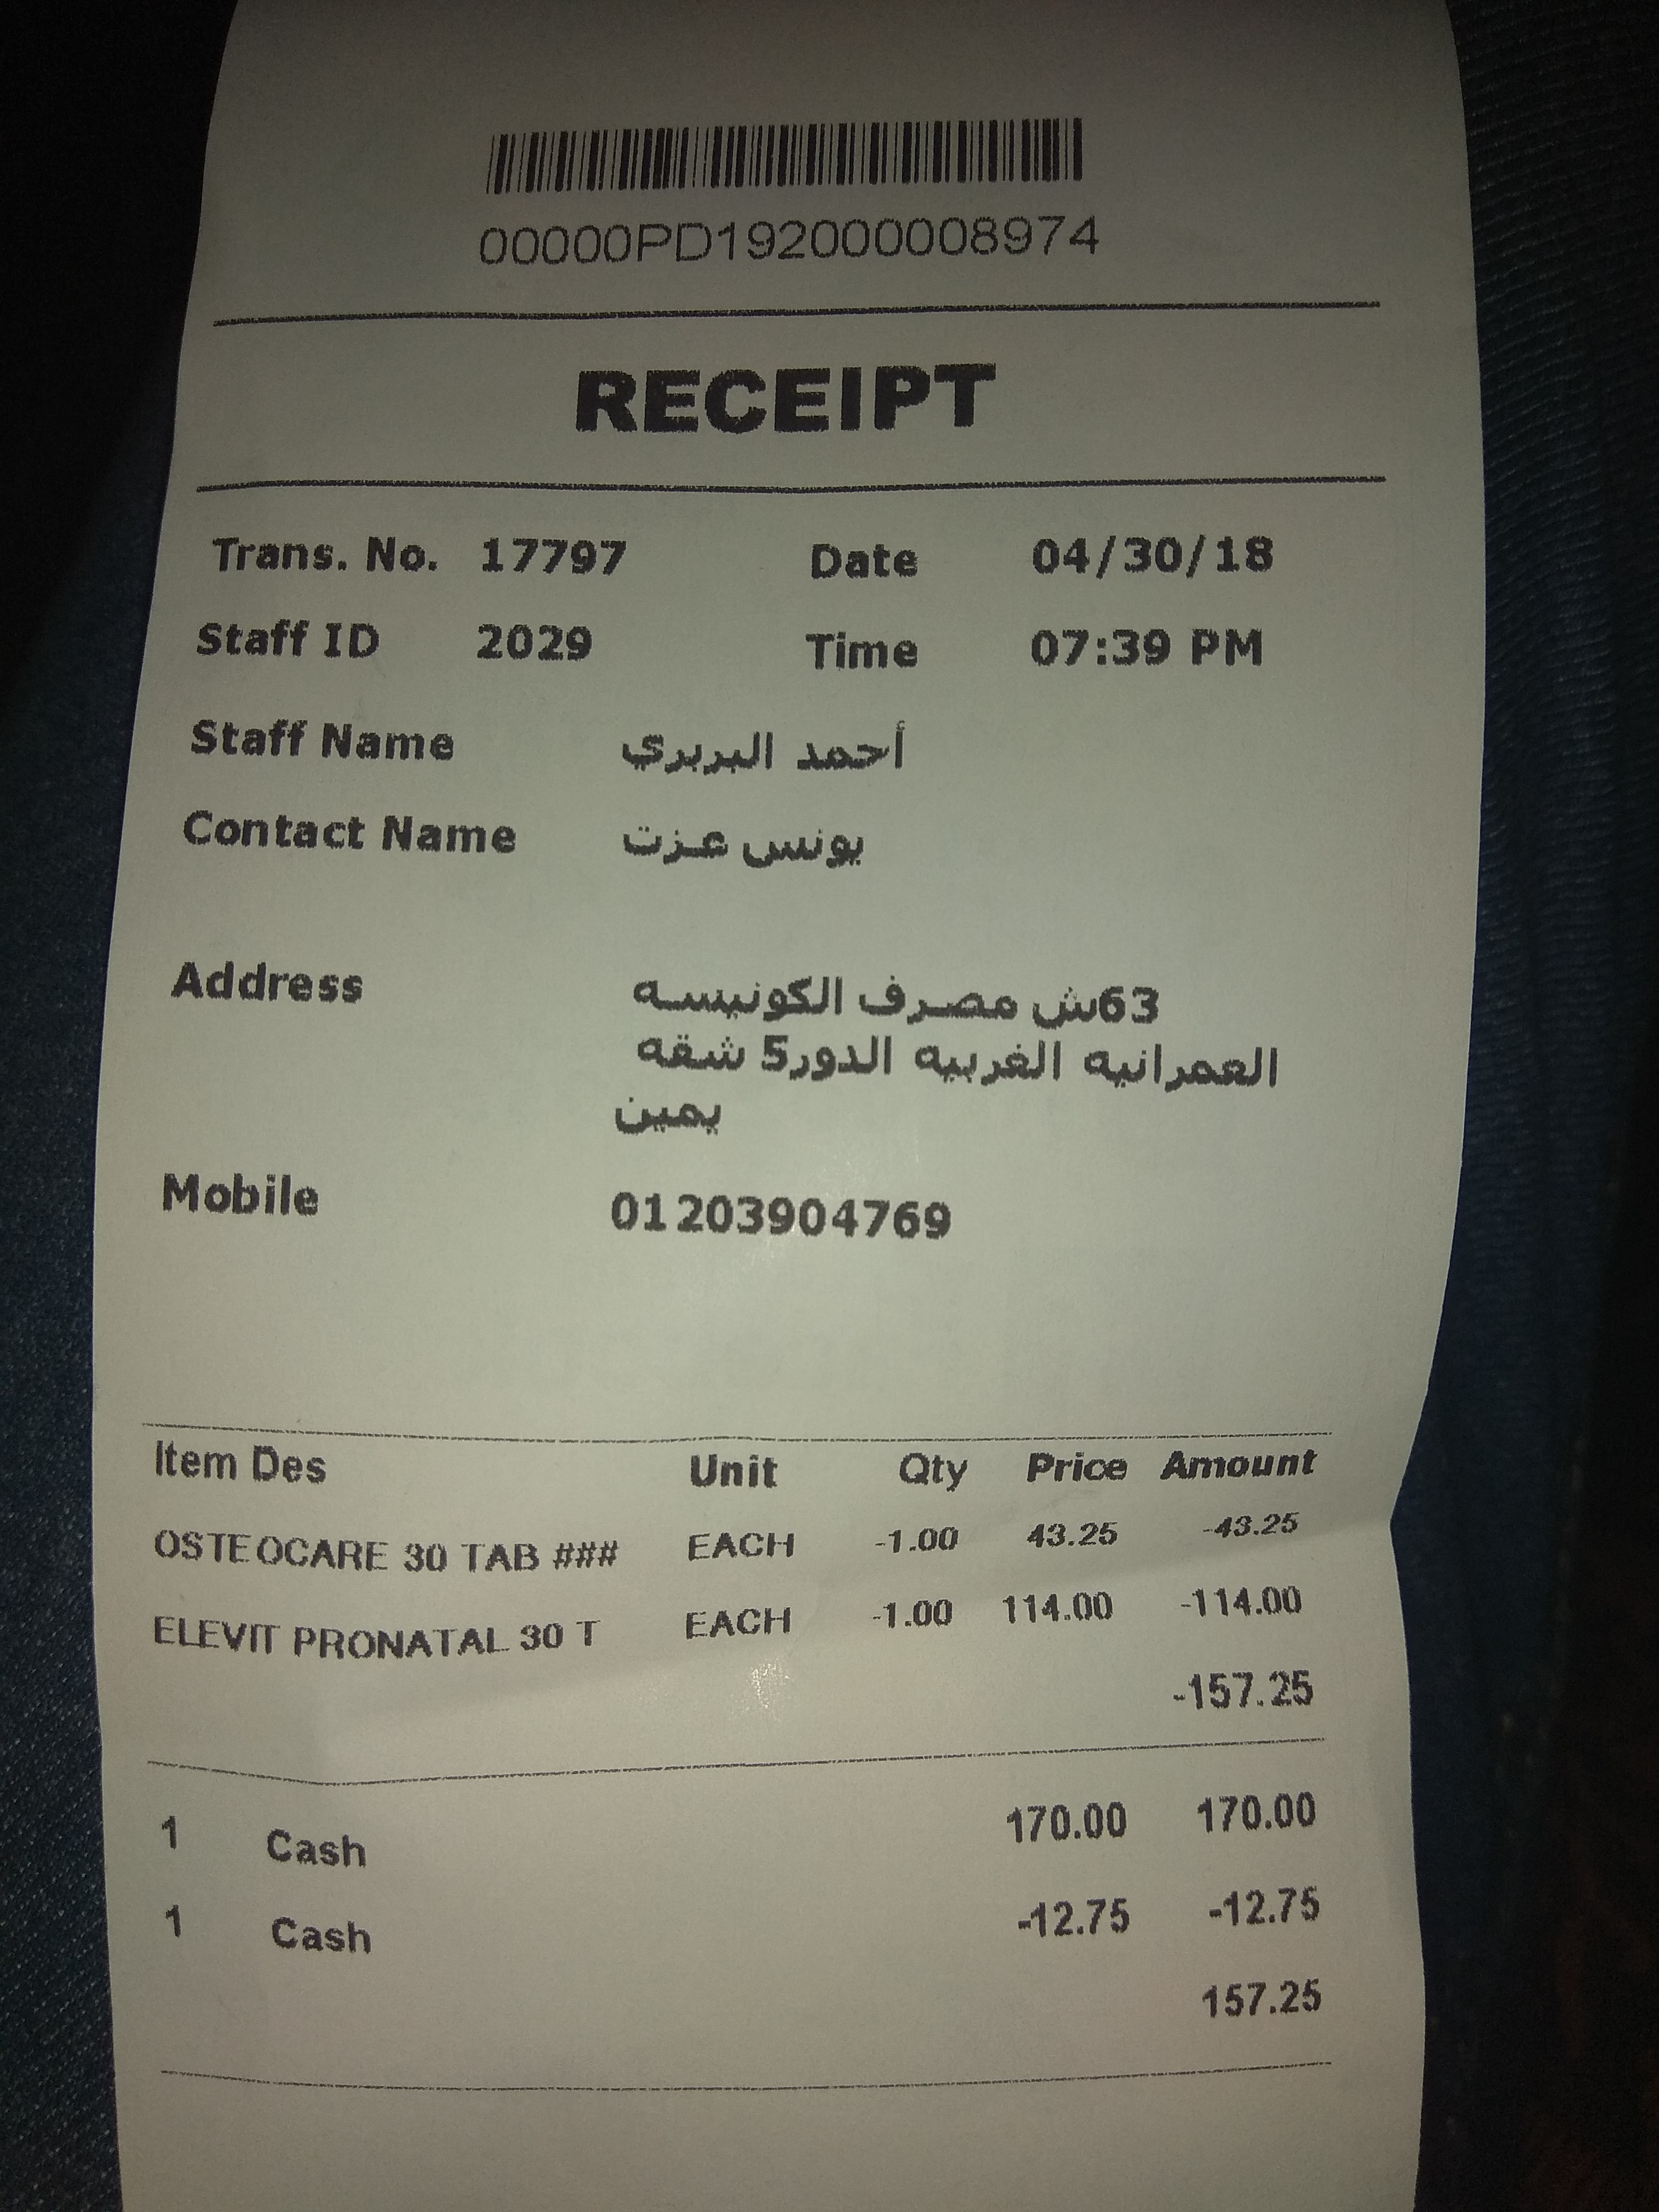 00000PD192000008974
RECEIPT
Trans. No. 17797 Date 04/30/18
Staff ID 2029 Time 07:39 PM
Staff Name أحمد البربري
Contact Name يونس عزت
Address 63ش مصرف الكونيسه
العمرانيه الغربيه الدور5 شقه
يمين
Mobile 01203904769
Item Des Unit Qty Price Amount
OSTEOCARE 30 TAB ### EACH -1.00 43.25 -43.25
ELEVIT PRONATAL 30 T EACH -1.00 114.00 -114.00
-157.25
1 Cash 170.00 170.00
1 Cash -12.75 -12.75
157.25